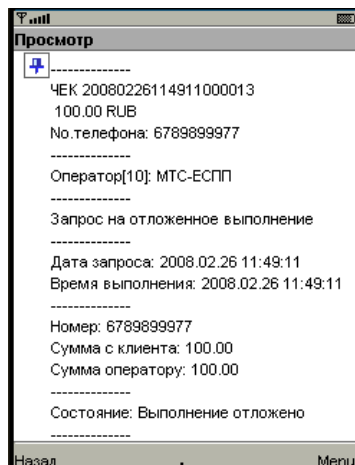 Просмотр
--------------
ЧЕК 20080226114911000013
100.00 RUB
No.телефона: 6789899977
--------------
Оператор[10]: МТС-ЕСПП
--------------
Запрос на отложенное выполнение
--------------
Дата запроса: 2008.02.26 11:49:11
Время выполнения: 2008.02.26 11:49:11
--------------
Номер: 6789899977
Сумма с клиента: 100.00
Сумма оператору: 100.00
--------------
Состояние: Выполнение отложено
--------------
Назад Menu